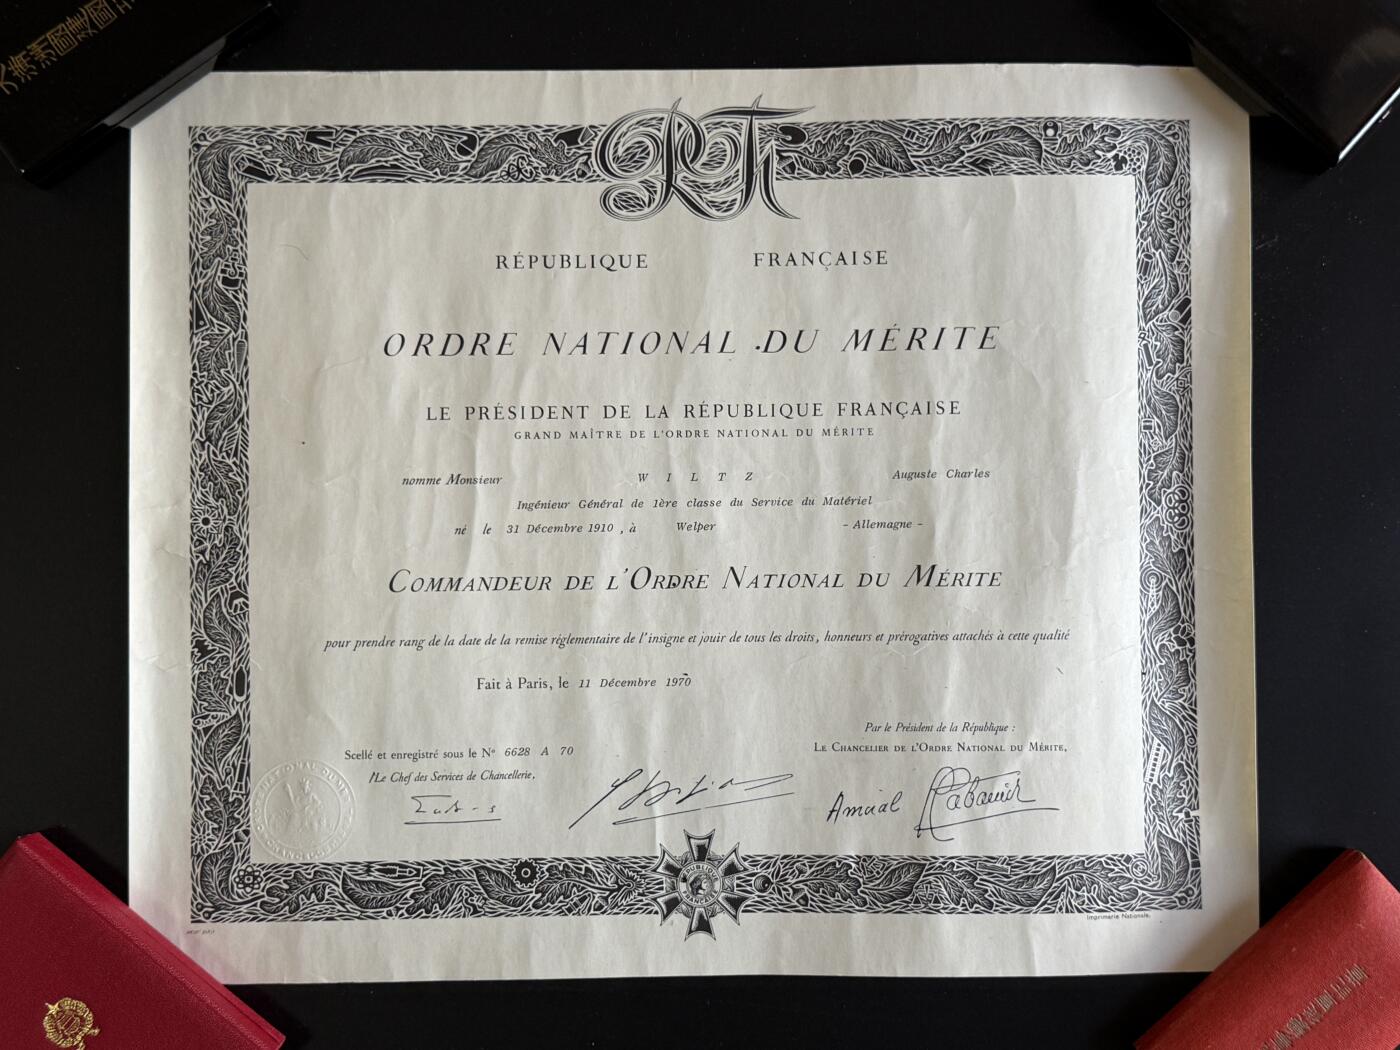 RF
RÉPUBLIQUE FRANÇAISE
ORDRE NATIONAL DU MÉRITE
LE PRÉSIDENT DE LA RÉPUBLIQUE FRANÇAISE
GRAND MAÎTRE DE L'ORDRE NATIONAL DU MÉRITE
nomme Monsieur W I L T Z Auguste Charles
Ingénieur Général de 1ère classe du Service du Matériel
né le 31 Décembre 1910 , à Welper - Allemagne -
COMMANDEUR DE L'ORDRE NATIONAL DU MÉRITE
pour prendre rang de la date de la remise réglementaire de l'insigne et jouir de tous les droits, honneurs et prérogatives attachés à cette qualité
Fait à Paris, le 11 Décembre 1970
Par le Président de la République :
LE CHANCELIER DE L'ORDRE NATIONAL DU MÉRITE,
Scellé et enregistré sous le N° 6628 A 70
Le Chef des Services de Chancellerie,
Amiral Cabanier
RÉPUBLIQUE FRANÇAISE
Imprimerie Nationale.